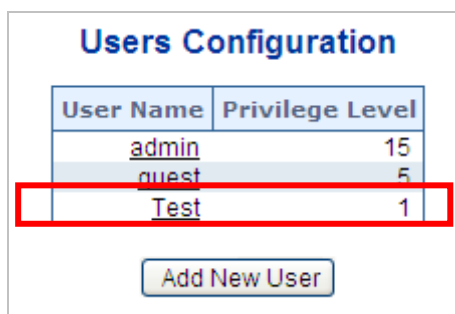 Users Configuration
User Name Privilege Level
admin 15
guest 5
Test 1
Add New User